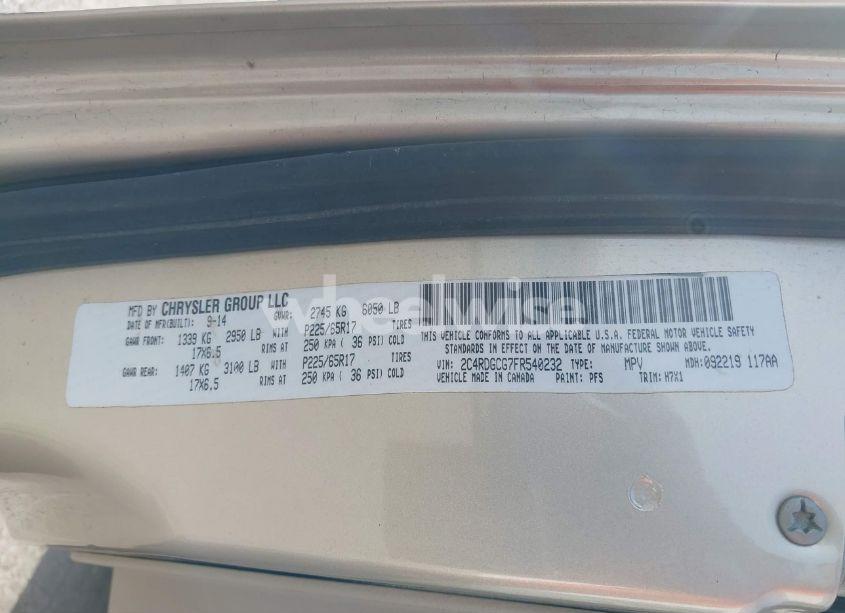 MFD BY CHRYSLER GROUP LLC
DATE OF MFR(BUILT): 9-14 GVWR: 2745 KG 6050 LB
GAWR FRONT: 1339 KG 2950 LB WITH P225/65R17 TIRES
17X6.5 RIMS AT 250 KPA ( 36 PSI) COLD
GAWR REAR: 1407 KG 3100 LB WITH P225/65R17 TIRES
17X6.5 RIMS AT 250 KPA ( 36 PSI) COLD
THIS VEHICLE CONFORMS TO ALL APPLICABLE U.S.A. FEDERAL MOTOR VEHICLE SAFETY
STANDARDS IN EFFECT ON THE DATE OF MANUFACTURE SHOWN ABOVE.
VIN: 2C4RDGCG7FR540232 TYPE: MPV MDH: 092219 117AA
VEHICLE MADE IN CANADA PAINT: PFS TRIM: H7X1
wheelwise